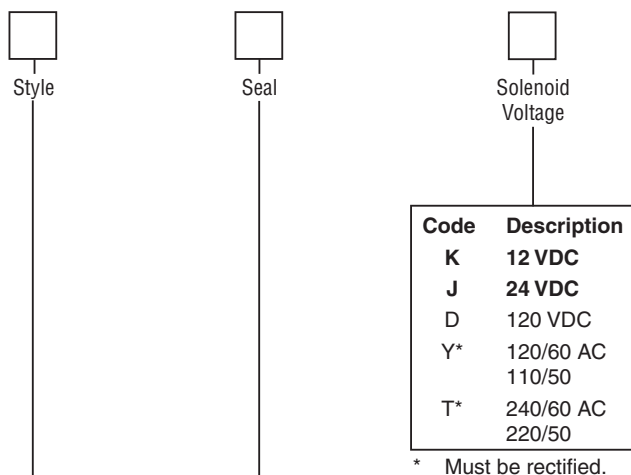 Style
Seal
Solenoid
Voltage
Code Description
K 12 VDC
J 24 VDC
D 120 VDC
Y* 120/60 AC
110/50
T* 240/60 AC
220/50
* Must be rectified.